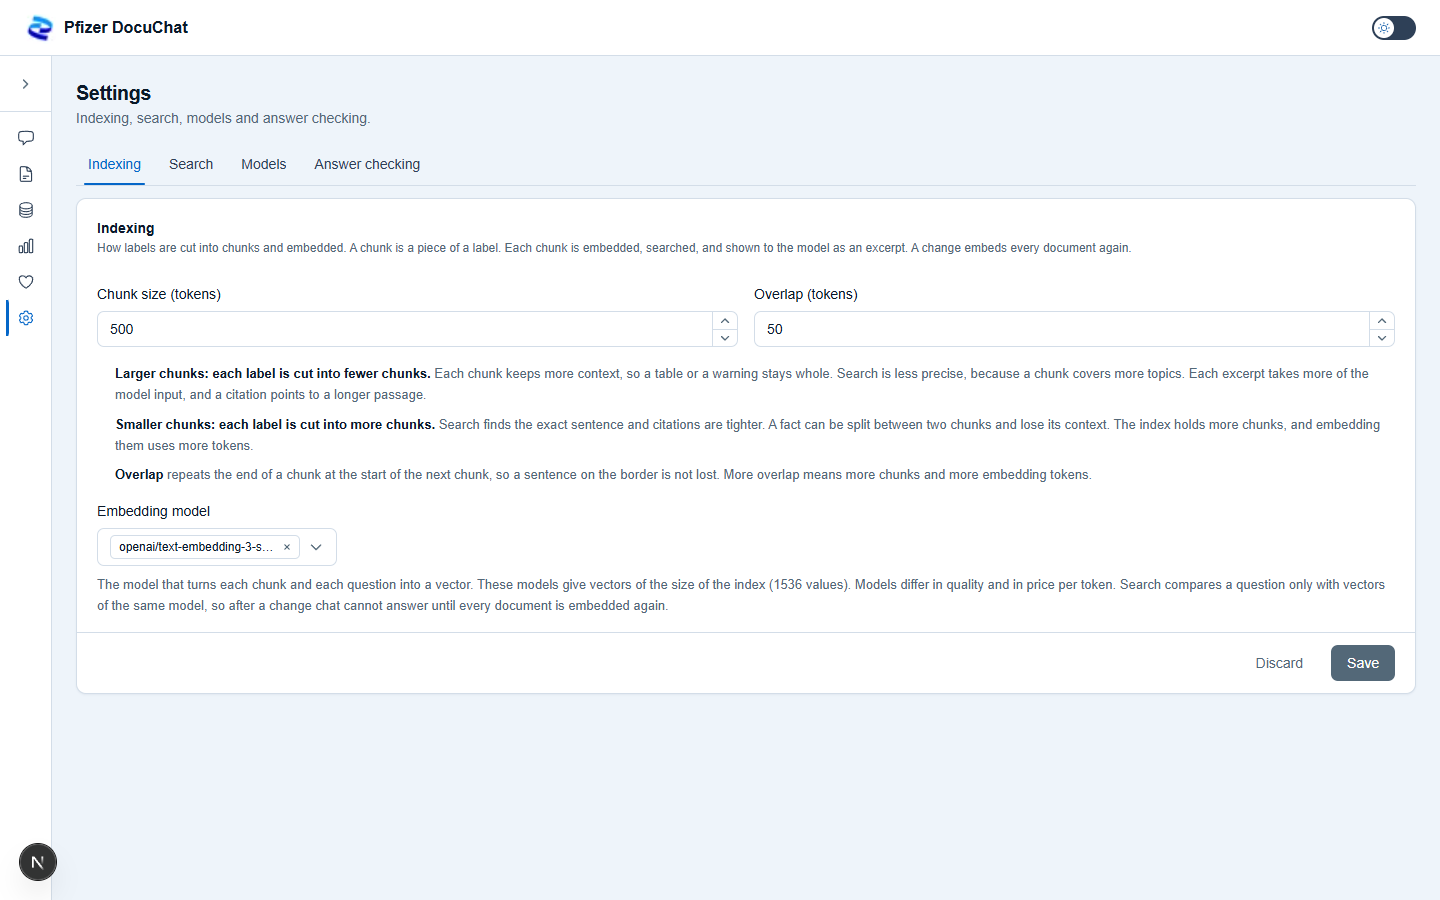 Pfizer DocuChat
Settings
Indexing, search, models and answer checking.
Indexing
Search
Models
Answer checking
Indexing
How labels are cut into chunks and embedded. A chunk is a piece of a label. Each chunk is embedded, searched, and shown to the model as an excerpt. A change embeds every document again.
Chunk size (tokens)
Overlap (tokens)
500
50
Larger chunks: each label is cut into fewer chunks. Each chunk keeps more context, so a table or a warning stays whole. Search is less precise, because a chunk covers more topics. Each excerpt takes more of the
model input, and a citation points to a longer passage.
Smaller chunks: each label is cut into more chunks. Search finds the exact sentence and citations are tighter. A fact can be split between two chunks and lose its context. The index holds more chunks, and embedding
them uses more tokens.
Overlap repeats the end of a chunk at the start of the next chunk, so a sentence on the border is not lost. More overlap means more chunks and more embedding tokens.
Embedding model
openai/text-embedding-3-s... ×
The model that turns each chunk and each question into a vector. These models give vectors of the size of the index (1536 values). Models differ in quality and in price per token. Search compares a question only with vectors
of the same model, so after a change chat cannot answer until every document is embedded again.
Discard
Save
N